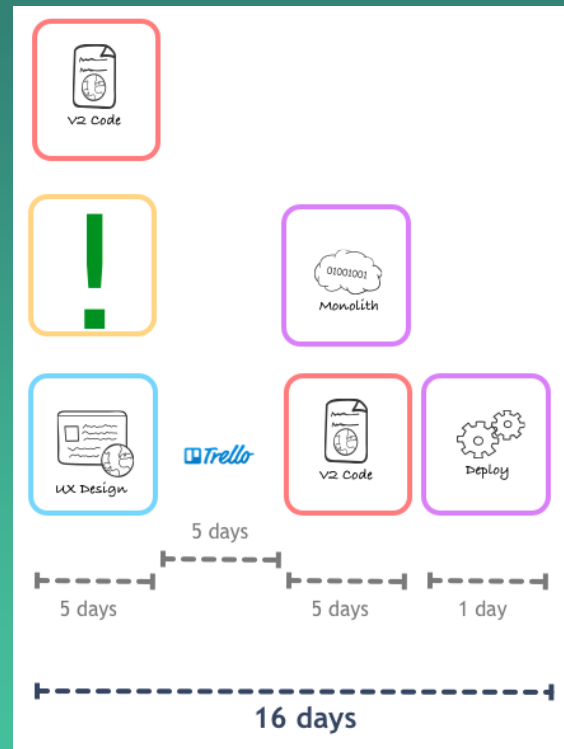 V2 Code
!
01001001
Monolith
UX Design
Trello
V2 Code
Deploy
5 days
5 days
5 days
1 day
16 days